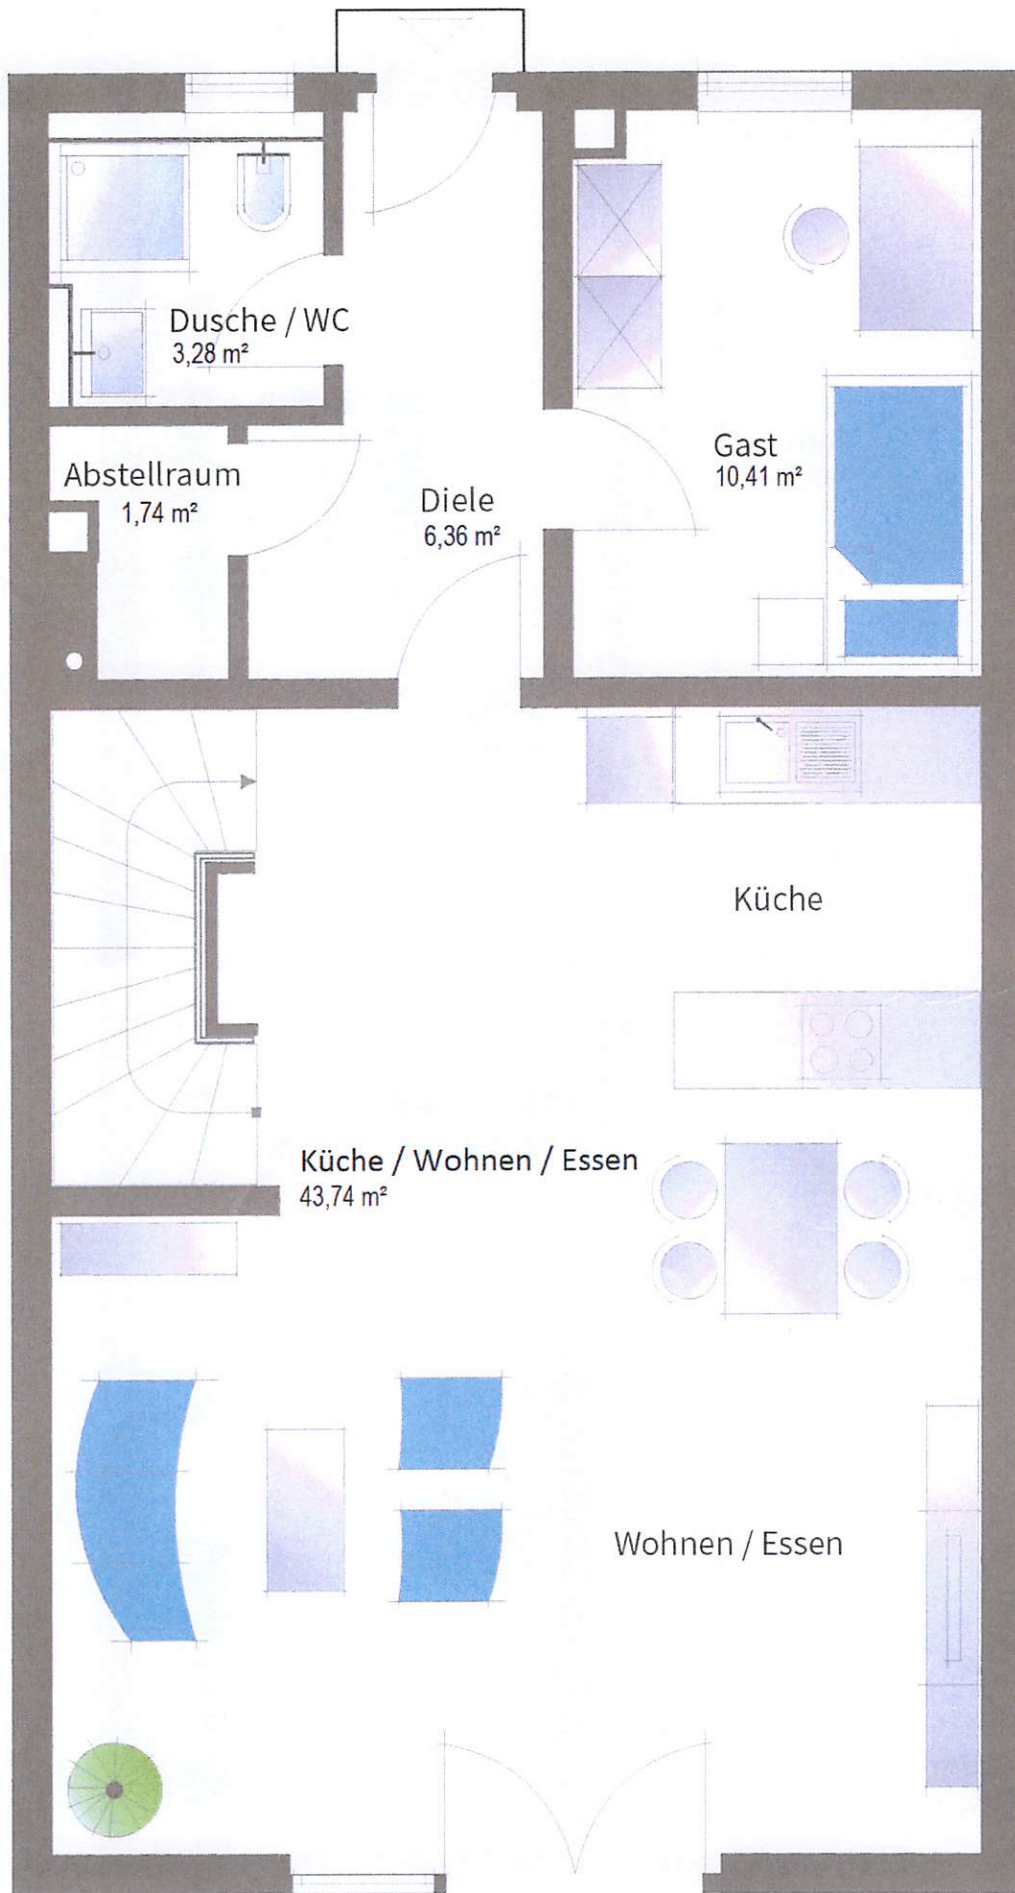 Dusche / WC
3,28 m²
Abstellraum
1,74 m²
Diele
6,36 m²
Gast
10,41 m²
Küche
Küche / Wohnen / Essen
43,74 m²
Wohnen / Essen